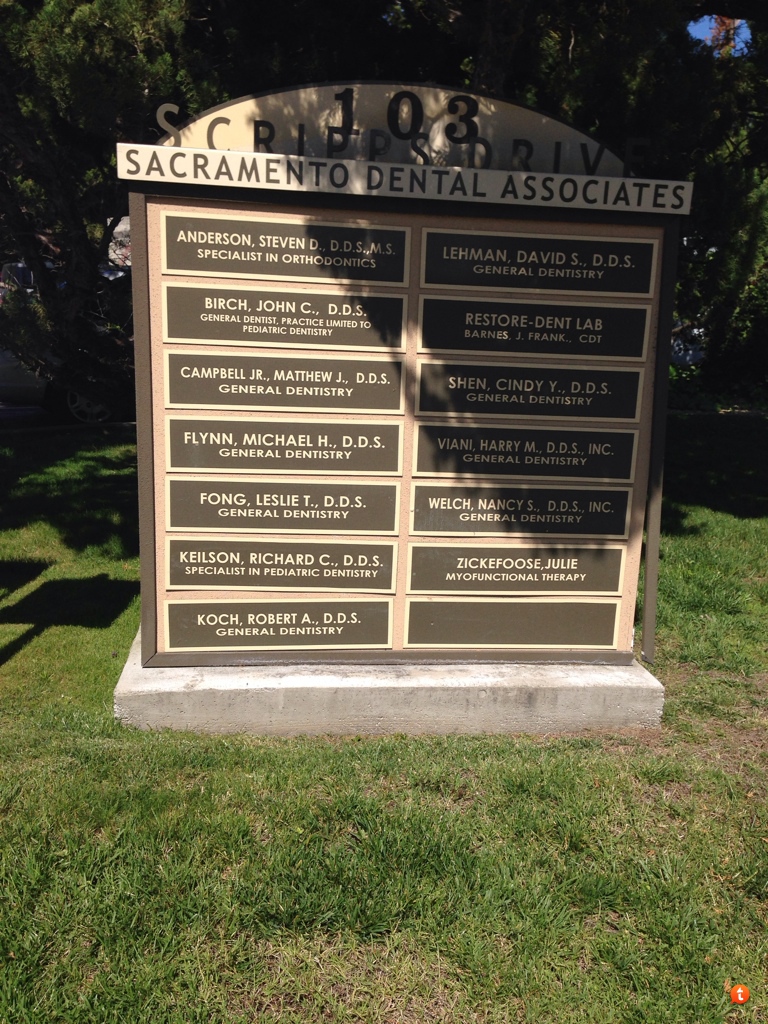 103
SCRIPPS DRIVE
SACRAMENTO DENTAL ASSOCIATES
ANDERSON, STEVEN D., D.D.S.,M.S.
SPECIALIST IN ORTHODONTICS
BIRCH, JOHN C., D.D.S.
GENERAL DENTIST, PRACTICE LIMITED TO
PEDIATRIC DENTISTRY
CAMPBELL JR., MATTHEW J., D.D.S.
GENERAL DENTISTRY
FLYNN, MICHAEL H., D.D.S.
GENERAL DENTISTRY
FONG, LESLIE T., D.D.S.
GENERAL DENTISTRY
KEILSON, RICHARD C., D.D.S.
SPECIALIST IN PEDIATRIC DENTISTRY
KOCH, ROBERT A., D.D.S.
GENERAL DENTISTRY
LEHMAN, DAVID S., D.D.S.
GENERAL DENTISTRY
RESTORE-DENT LAB
BARNES, J. FRANK., CDT
SHEN, CINDY Y., D.D.S.
GENERAL DENTISTRY
VIANI, HARRY M., D.D.S., INC.
GENERAL DENTISTRY
WELCH, NANCY S., D.D.S., INC.
GENERAL DENTISTRY
ZICKEFOOSE,JULIE
MYOFUNCTIONAL THERAPY
t